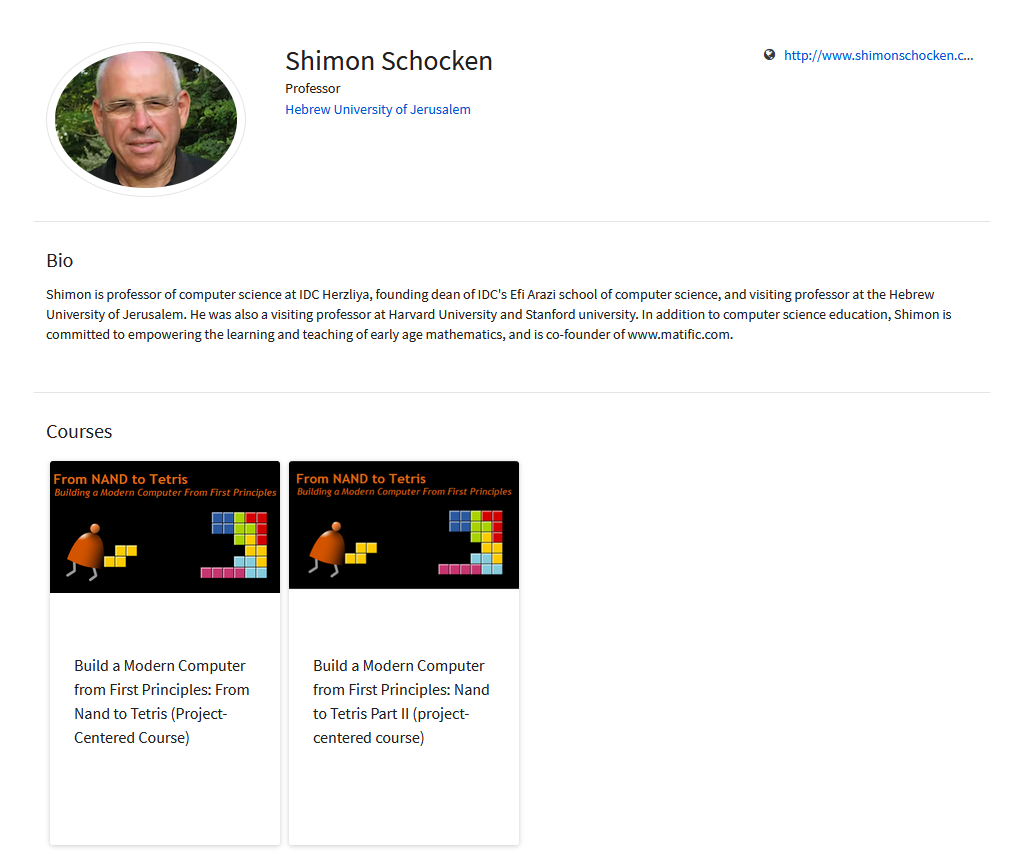 Shimon Schocken
http://www.shimonschocken.c...
Professor
Hebrew University of Jerusalem
Bio
Shimon is professor of computer science at IDC Herzliya, founding dean of IDC's Efi Arazi school of computer science, and visiting professor at the Hebrew
University of Jerusalem. He was also a visiting professor at Harvard University and Stanford university. In addition to computer science education, Shimon is
committed to empowering the learning and teaching of early age mathematics, and is co-founder of www.matific.com.
Courses
From NAND to Tetris
Building a Modern Computer From First Principles
Build a Modern Computer
from First Principles: From
Nand to Tetris (Project-
Centered Course)
From NAND to Tetris
Building a Modern Computer From First Principles
Build a Modern Computer
from First Principles: Nand
to Tetris Part II (project-
centered course)